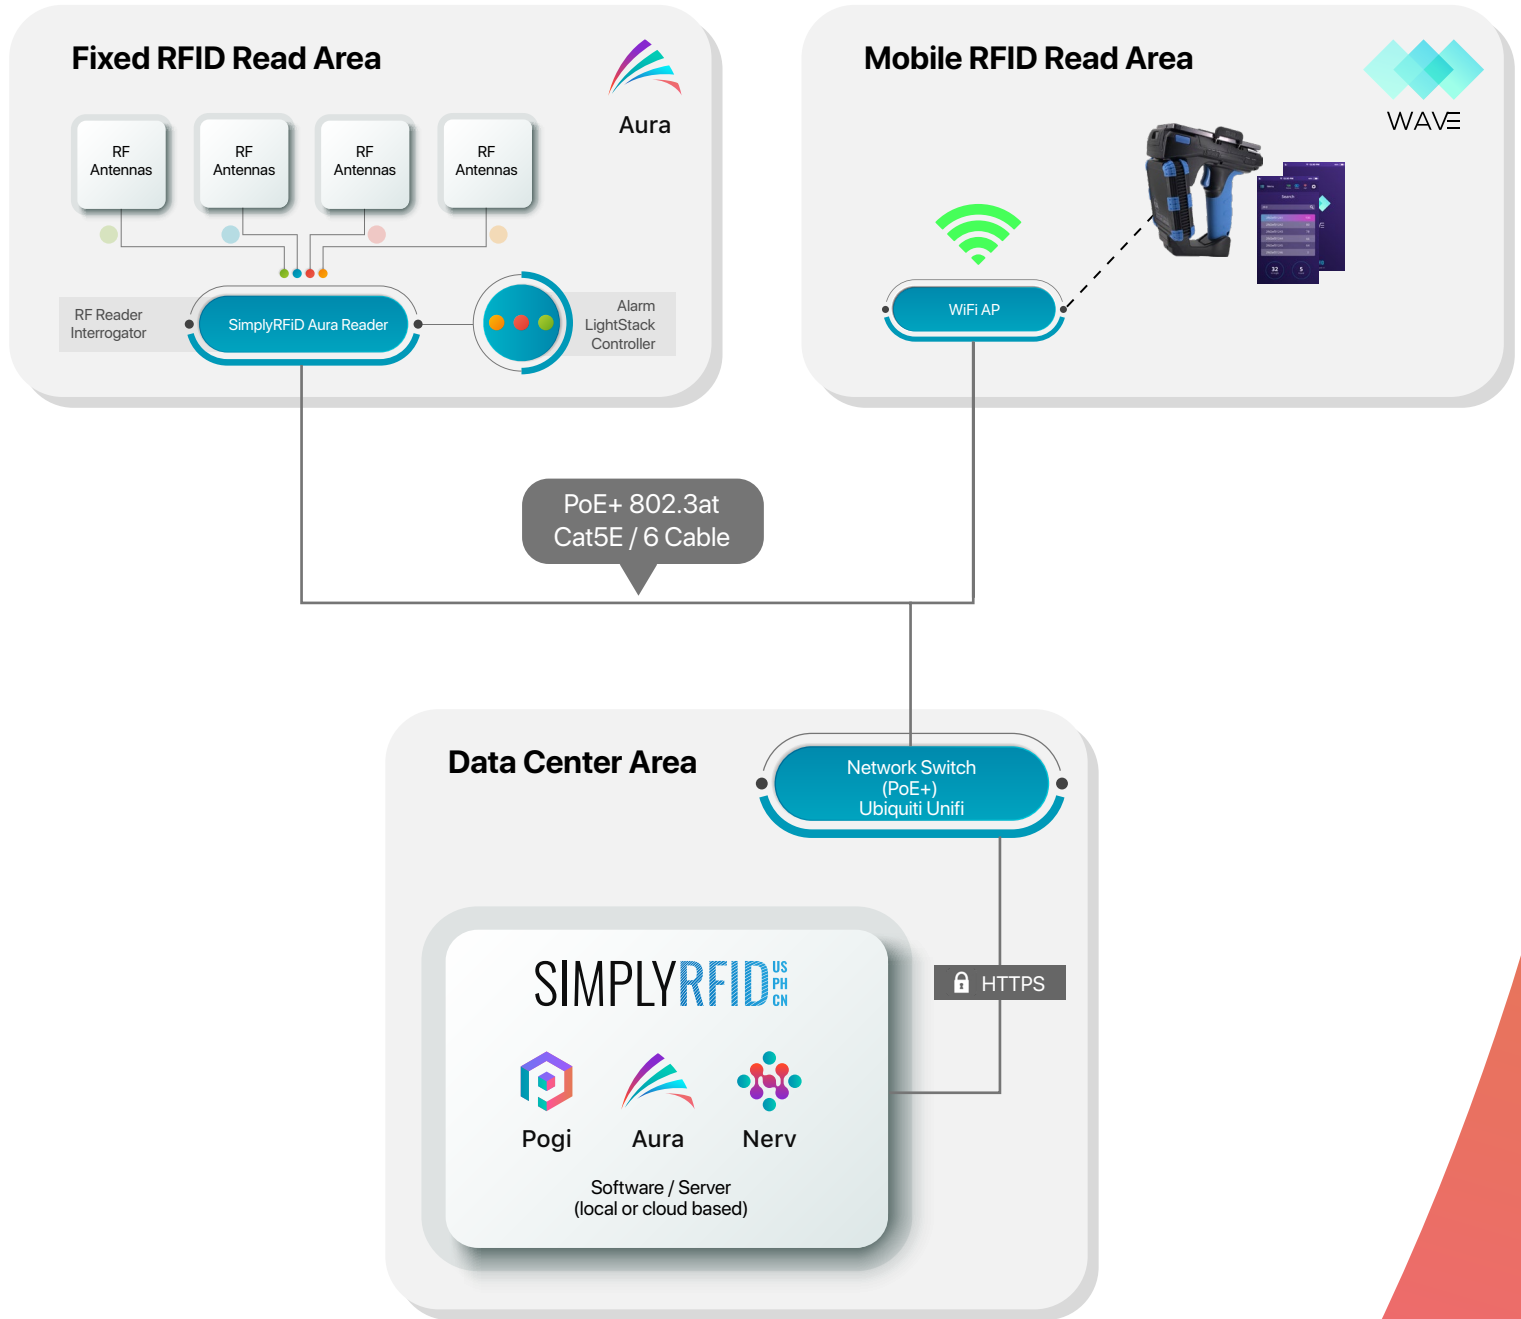 Fixed RFID Read Area
Aura
RF
Antennas
RF
Antennas
RF
Antennas
RF
Antennas
RF Reader
Interrogator
SimplyRFiD Aura Reader
Alarm
LightStack
Controller
Mobile RFID Read Area
WAVE
Search
32
5
WiFi AP
PoE+ 802.3at
Cat5E / 6 Cable
Data Center Area
Network Switch
(PoE+)
Ubiquiti Unifi
HTTPS
SIMPLYRFID
US
PH
CN
Pogi
Aura
Nerv
Software / Server
(local or cloud based)